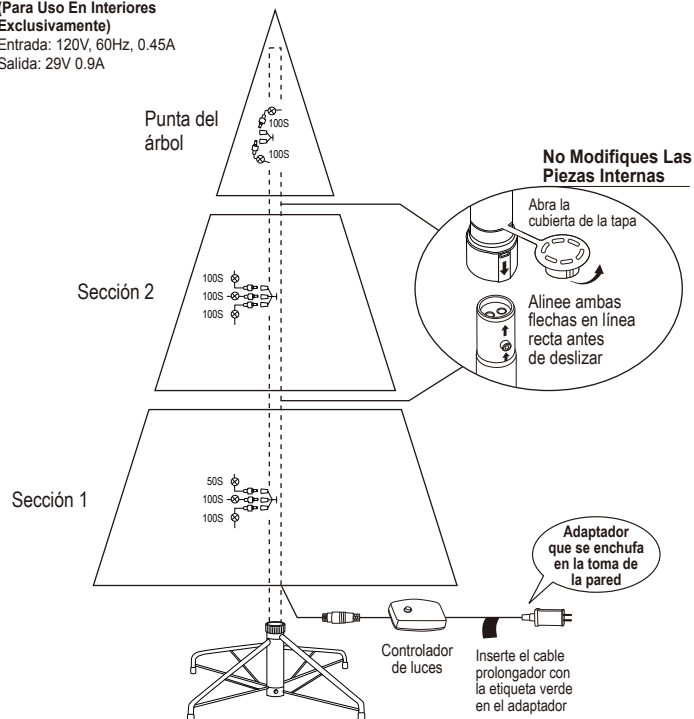 (Para Uso En Interiores
Exclusivamente)
Entrada: 120V, 60Hz, 0.45A
Salida: 29V 0.9A
Punta del
árbol
100S
100S
No Modifiques Las
Piezas Internas
Abra la
cubierta de la tapa
Alinee ambas
flechas en línea
recta antes
de deslizar
Sección 2
100S
100S
100S
Sección 1
50S
100S
100S
Adaptador
que se enchufa
en la toma de
la pared
Controlador
de luces
Inserte el cable
prolongador con
la etiqueta verde
en el adaptador